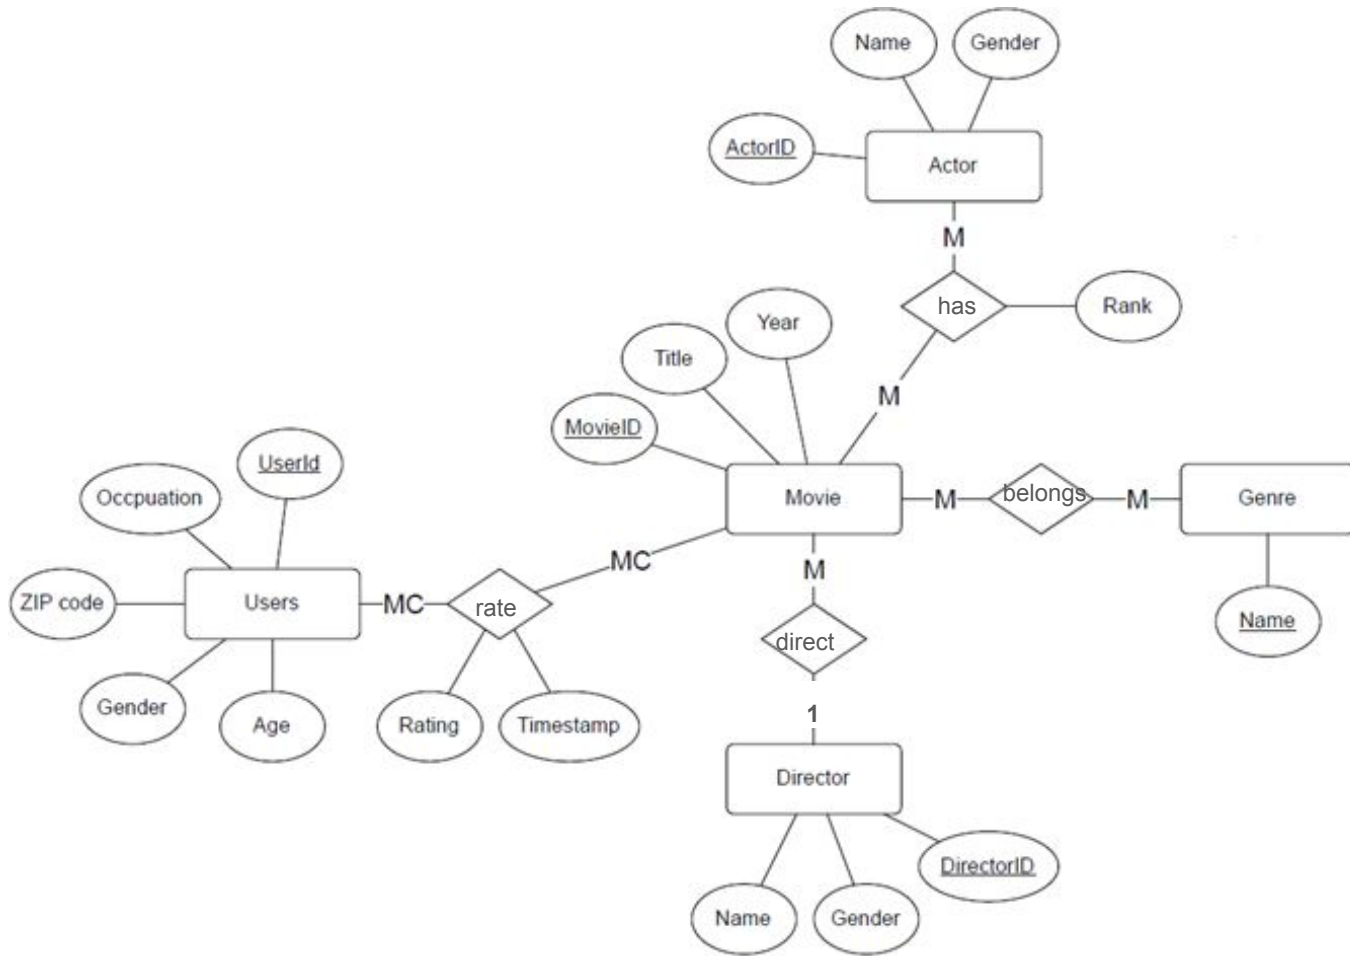 Name
Gender
ActorID
Actor
M
has
Rank
Year
Title
M
MovieID
UserId
Occpuation
Movie
M
belongs
M
Genre
MC
M
ZIP code
Users
MC
rate
direct
Name
Gender
Age
Rating
Timestamp
1
Director
DirectorID
Name
Gender